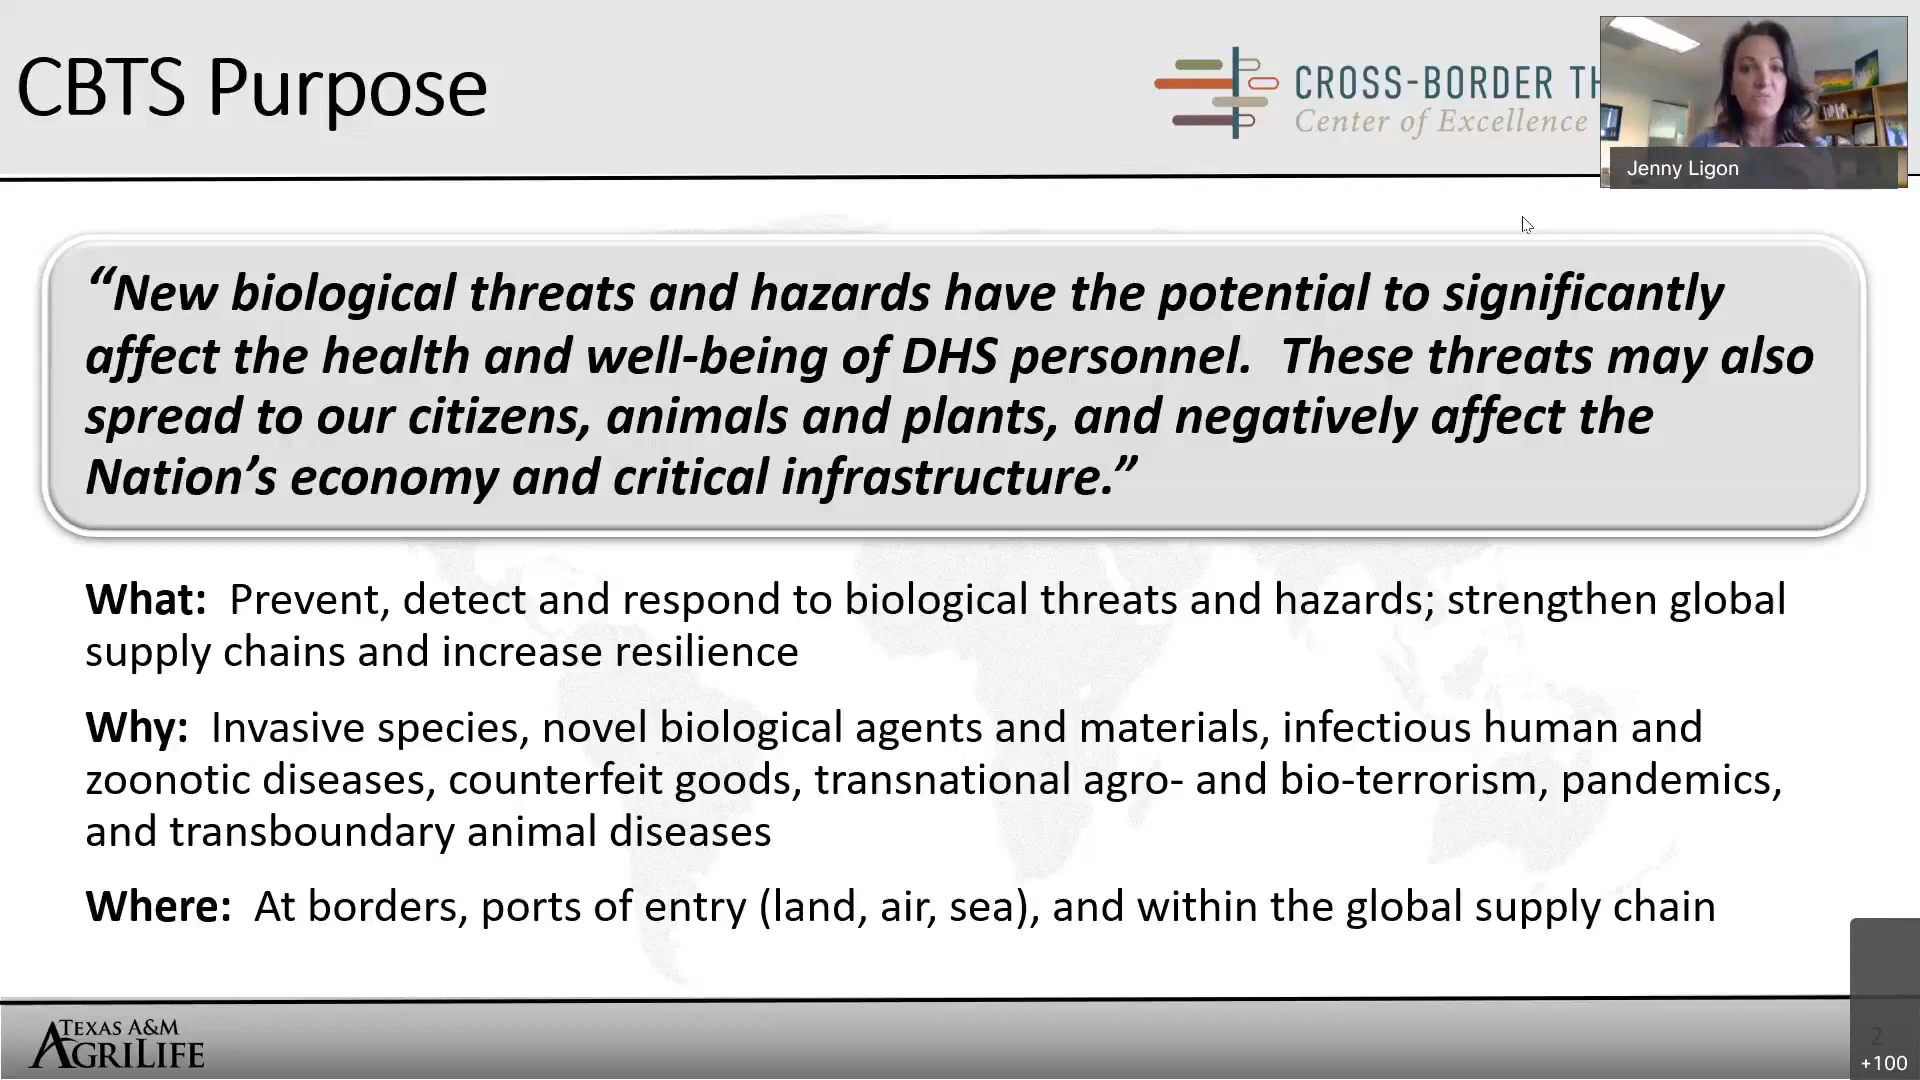 CBTS Purpose
CROSS-BORDER TH
Center of Excellence
Jenny Ligon
“New biological threats and hazards have the potential to significantly
affect the health and well-being of DHS personnel.  These threats may also
spread to our citizens, animals and plants, and negatively affect the
Nation’s economy and critical infrastructure.”
What:  Prevent, detect and respond to biological threats and hazards; strengthen global
supply chains and increase resilience
Why:  Invasive species, novel biological agents and materials, infectious human and
zoonotic diseases, counterfeit goods, transnational agro- and bio-terrorism, pandemics,
and transboundary animal diseases
Where:  At borders, ports of entry (land, air, sea), and within the global supply chain
TEXAS A&M
AGRILIFE
2
+100